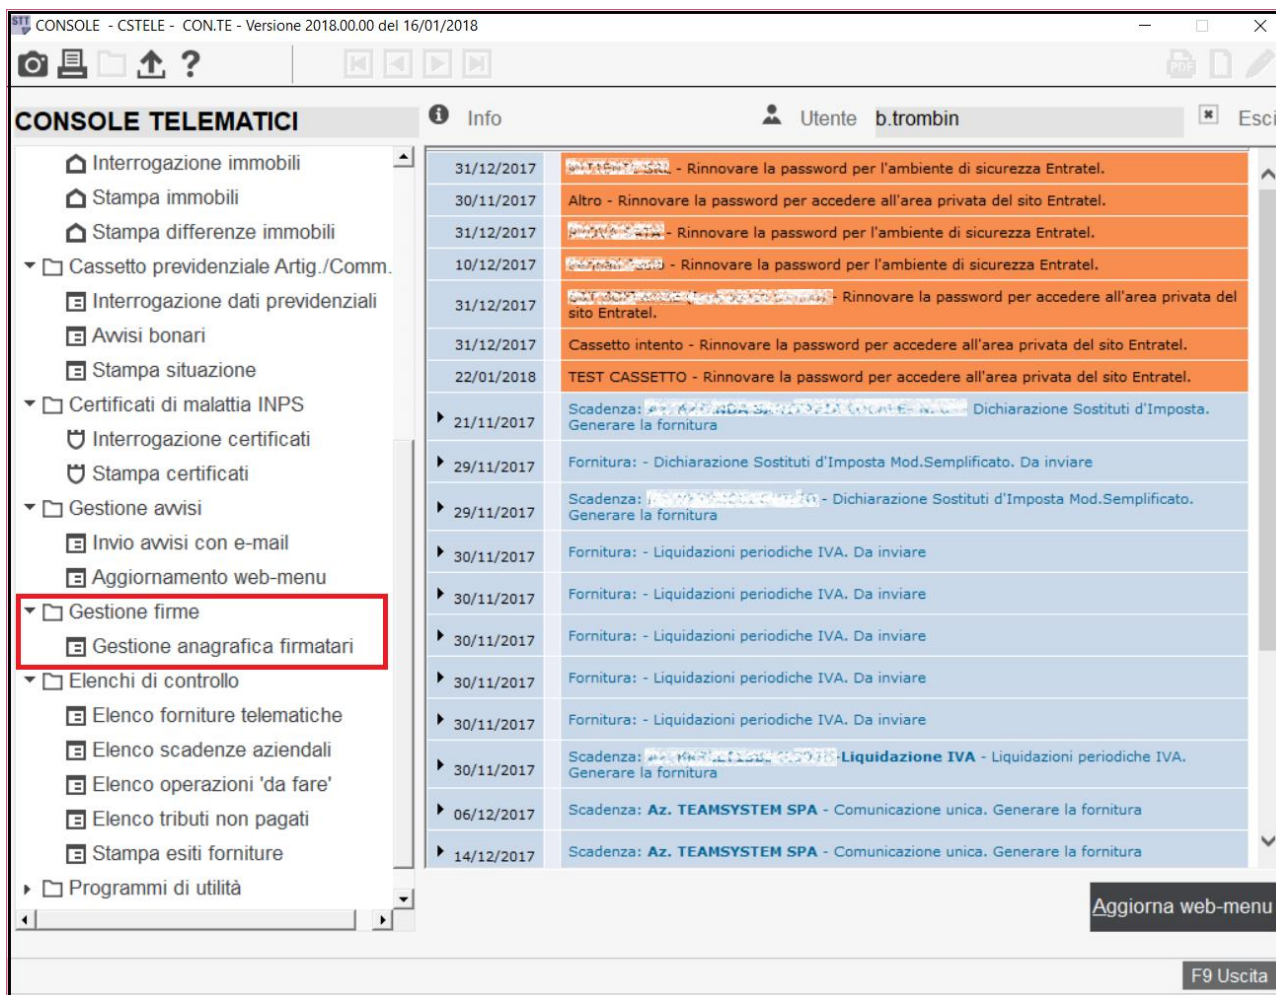 CONSOLE - CSTELE - CON.TE - Versione 2018.00.00 del 16/01/2018
PDF
CONSOLE TELEMATICI
Info
Utente
b.trombin
Esci
Interrogazione immobili
Stampa immobili
Stampa differenze immobili
Cassetto previdenziale Artig./Comm.
Interrogazione dati previdenziali
Avvisi bonari
Stampa situazione
Certificati di malattia INPS
Interrogazione certificati
Stampa certificati
Gestione avvisi
Invio avvisi con e-mail
Aggiornamento web-menu
Gestione firme
Gestione anagrafica firmatari
Elenchi di controllo
Elenco forniture telematiche
Elenco scadenze aziendali
Elenco operazioni 'da fare'
Elenco tributi non pagati
Stampa esiti forniture
Programmi di utilità
31/12/2017 - Rinnovare la password per l'ambiente di sicurezza Entratel.
30/11/2017 Altro - Rinnovare la password per accedere all'area privata del sito Entratel.
31/12/2017 - Rinnovare la password per l'ambiente di sicurezza Entratel.
10/12/2017 - Rinnovare la password per l'ambiente di sicurezza Entratel.
31/12/2017 - Rinnovare la password per accedere all'area privata del
sito Entratel.
31/12/2017 Cassetto intento - Rinnovare la password per accedere all'area privata del sito Entratel.
22/01/2018 TEST CASSETTO - Rinnovare la password per accedere all'area privata del sito Entratel.
21/11/2017 Scadenza: Dichiarazione Sostituti d'Imposta.
Generare la fornitura
29/11/2017 Fornitura: - Dichiarazione Sostituti d'Imposta Mod.Semplificato. Da inviare
29/11/2017 Scadenza: - Dichiarazione Sostituti d'Imposta Mod.Semplificato.
Generare la fornitura
30/11/2017 Fornitura: - Liquidazioni periodiche IVA. Da inviare
30/11/2017 Fornitura: - Liquidazioni periodiche IVA. Da inviare
30/11/2017 Fornitura: - Liquidazioni periodiche IVA. Da inviare
30/11/2017 Fornitura: - Liquidazioni periodiche IVA. Da inviare
30/11/2017 Fornitura: - Liquidazioni periodiche IVA. Da inviare
30/11/2017 Scadenza: -Liquidazione IVA - Liquidazioni periodiche IVA.
Generare la fornitura
06/12/2017 Scadenza: Az. TEAMSYSTEM SPA - Comunicazione unica. Generare la fornitura
14/12/2017 Scadenza: Az. TEAMSYSTEM SPA - Comunicazione unica. Generare la fornitura
Aggiorna web-menu
F9 Uscita